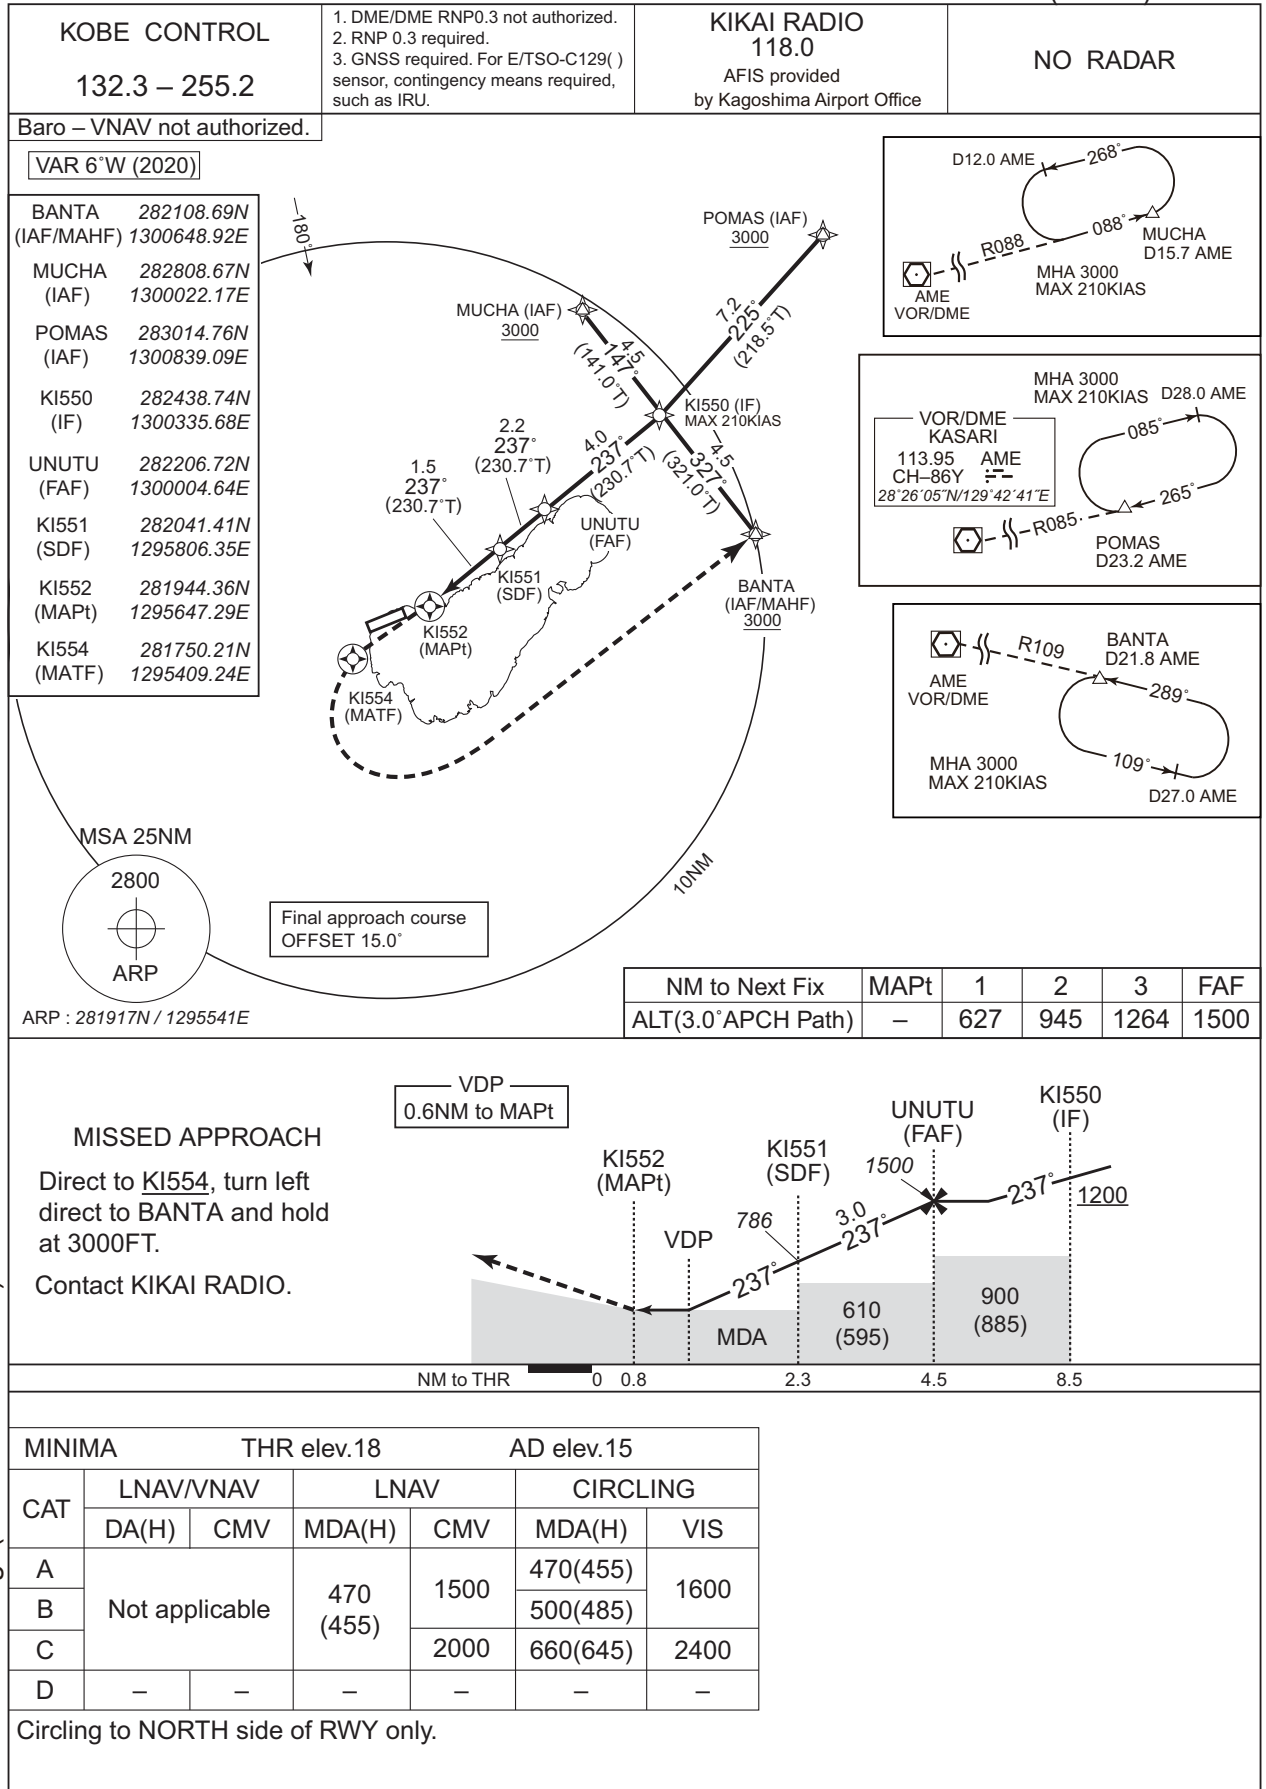 KOBE CONTROL
132.3 – 255.2
1. DME/DME RNP0.3 not authorized.
2. RNP 0.3 required.
3. GNSS required. For E/TSO-C129( )
sensor, contingency means required,
such as IRU.
KIKAI RADIO
118.0
AFIS provided
by Kagoshima Airport Office
NO RADAR
Baro – VNAV not authorized.
VAR 6˚W (2020)
BANTA 282108.69N
(IAF/MAHF) 1300648.92E
MUCHA 282808.67N
(IAF) 1300022.17E
POMAS 283014.76N
(IAF) 1300839.09E
KI550 282438.74N
(IF) 1300335.68E
UNUTU 282206.72N
(FAF) 1300004.64E
KI551 282041.41N
(SDF) 1295806.35E
KI552 281944.36N
(MAPt) 1295647.29E
KI554 281750.21N
(MATF) 1295409.24E
180˚
POMAS (IAF)
3000
MUCHA (IAF)
3000
7.2
225˚
(218.5˚T)
4.5
147˚
(141.0˚T)
KI550 (IF)
MAX 210KIAS
4.5
327˚
(321.0˚T)
4.0
237˚
(230.7˚T)
2.2
237˚
(230.7˚T)
1.5
237˚
(230.7˚T)
UNUTU
(FAF)
KI551
(SDF)
KI552
(MAPt)
KI554
(MATF)
BANTA
(IAF/MAHF)
3000
10NM
D12.0 AME
268˚
088˚
R088
MUCHA
D15.7 AME
MHA 3000
MAX 210KIAS
AME
VOR/DME
MHA 3000
MAX 210KIAS
D28.0 AME
VOR/DME
KASARI
113.95 AME
CH–86Y
28˚26´05˝N/129˚42´41˝E
085˚
265˚
R085
POMAS
D23.2 AME
R109
BANTA
D21.8 AME
AME
VOR/DME
289˚
109˚
MHA 3000
MAX 210KIAS
D27.0 AME
MSA 25NM
2800
ARP
ARP : 281917N / 1295541E
Final approach course
OFFSET 15.0˚
NM to Next Fix MAPt 1 2 3 FAF
ALT(3.0˚APCH Path) – 627 945 1264 1500
VDP
0.6NM to MAPt
MISSED APPROACH
Direct to KI554, turn left
direct to BANTA and hold
at 3000FT.
Contact KIKAI RADIO.
KI552
(MAPt)
VDP
KI551
(SDF)
UNUTU
(FAF)
KI550
(IF)
786
1500
1200
237˚
3.0
237˚
237˚
MDA
610
(595)
900
(885)
NM to THR 0 0.8 2.3 4.5 8.5
MINIMA THR elev.18 AD elev.15
CAT LNAV/VNAV LNAV CIRCLING
DA(H) CMV MDA(H) CMV MDA(H) VIS
A Not applicable 470 (455) 1500 470(455) 1600
B 500(485)
C 2000 660(645) 2400
D – – – – – –
Circling to NORTH side of RWY only.